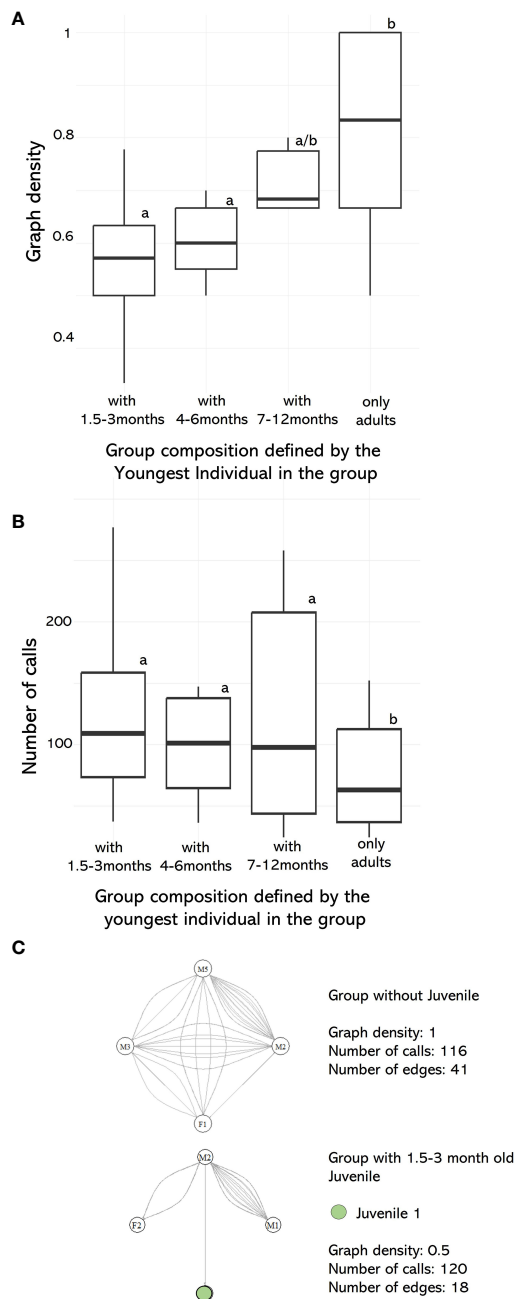 A
Graph density
1
0.8
0.6
0.4
a
a
a/b
b
with
1.5-3months
with
4-6months
with
7-12months
only
adults
Group composition defined by the
Youngest Individual in the group
B
Number of calls
200
100
a
a
a
b
with
1.5-3months
with
4-6months
with
7-12months
only
adults
Group composition defined by the
youngest individual in the group
C
M5
M3
M2
F1
Group without Juvenile
Graph density: 1
Number of calls: 116
Number of edges: 41
M2
F2
M1
Group with 1.5-3 month old
Juvenile
Juvenile 1
Graph density: 0.5
Number of calls: 120
Number of edges: 18